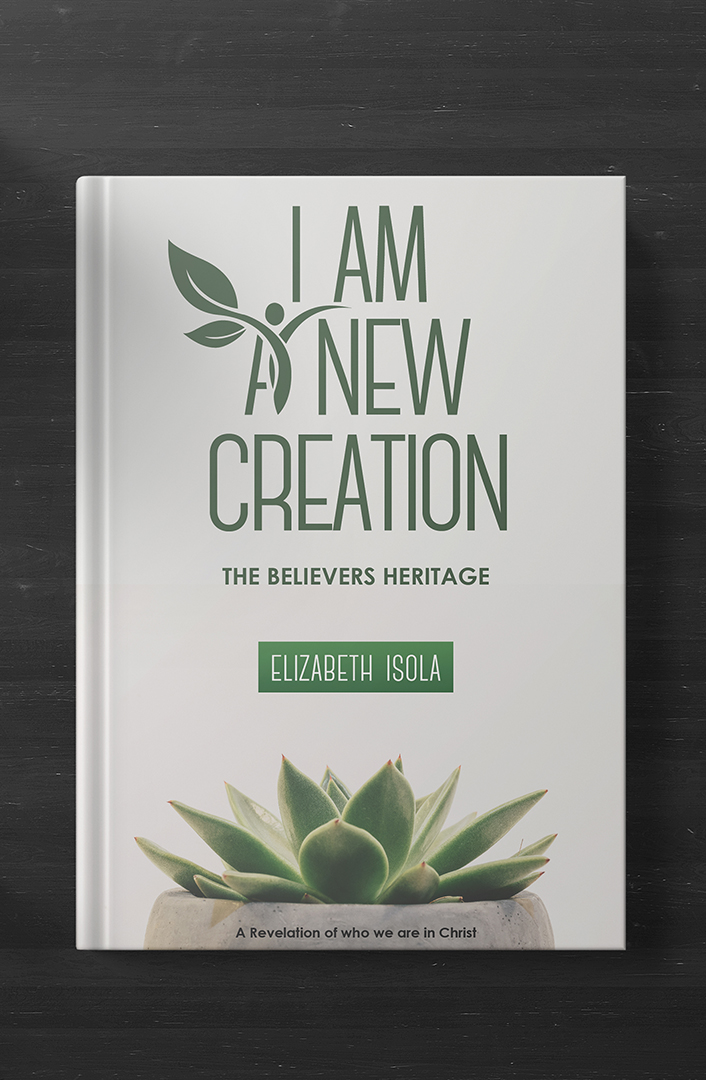 I AM
A NEW
CREATION
THE BELIEVERS HERITAGE
ELIZABETH ISOLA
A Revelation of who we are in Christ